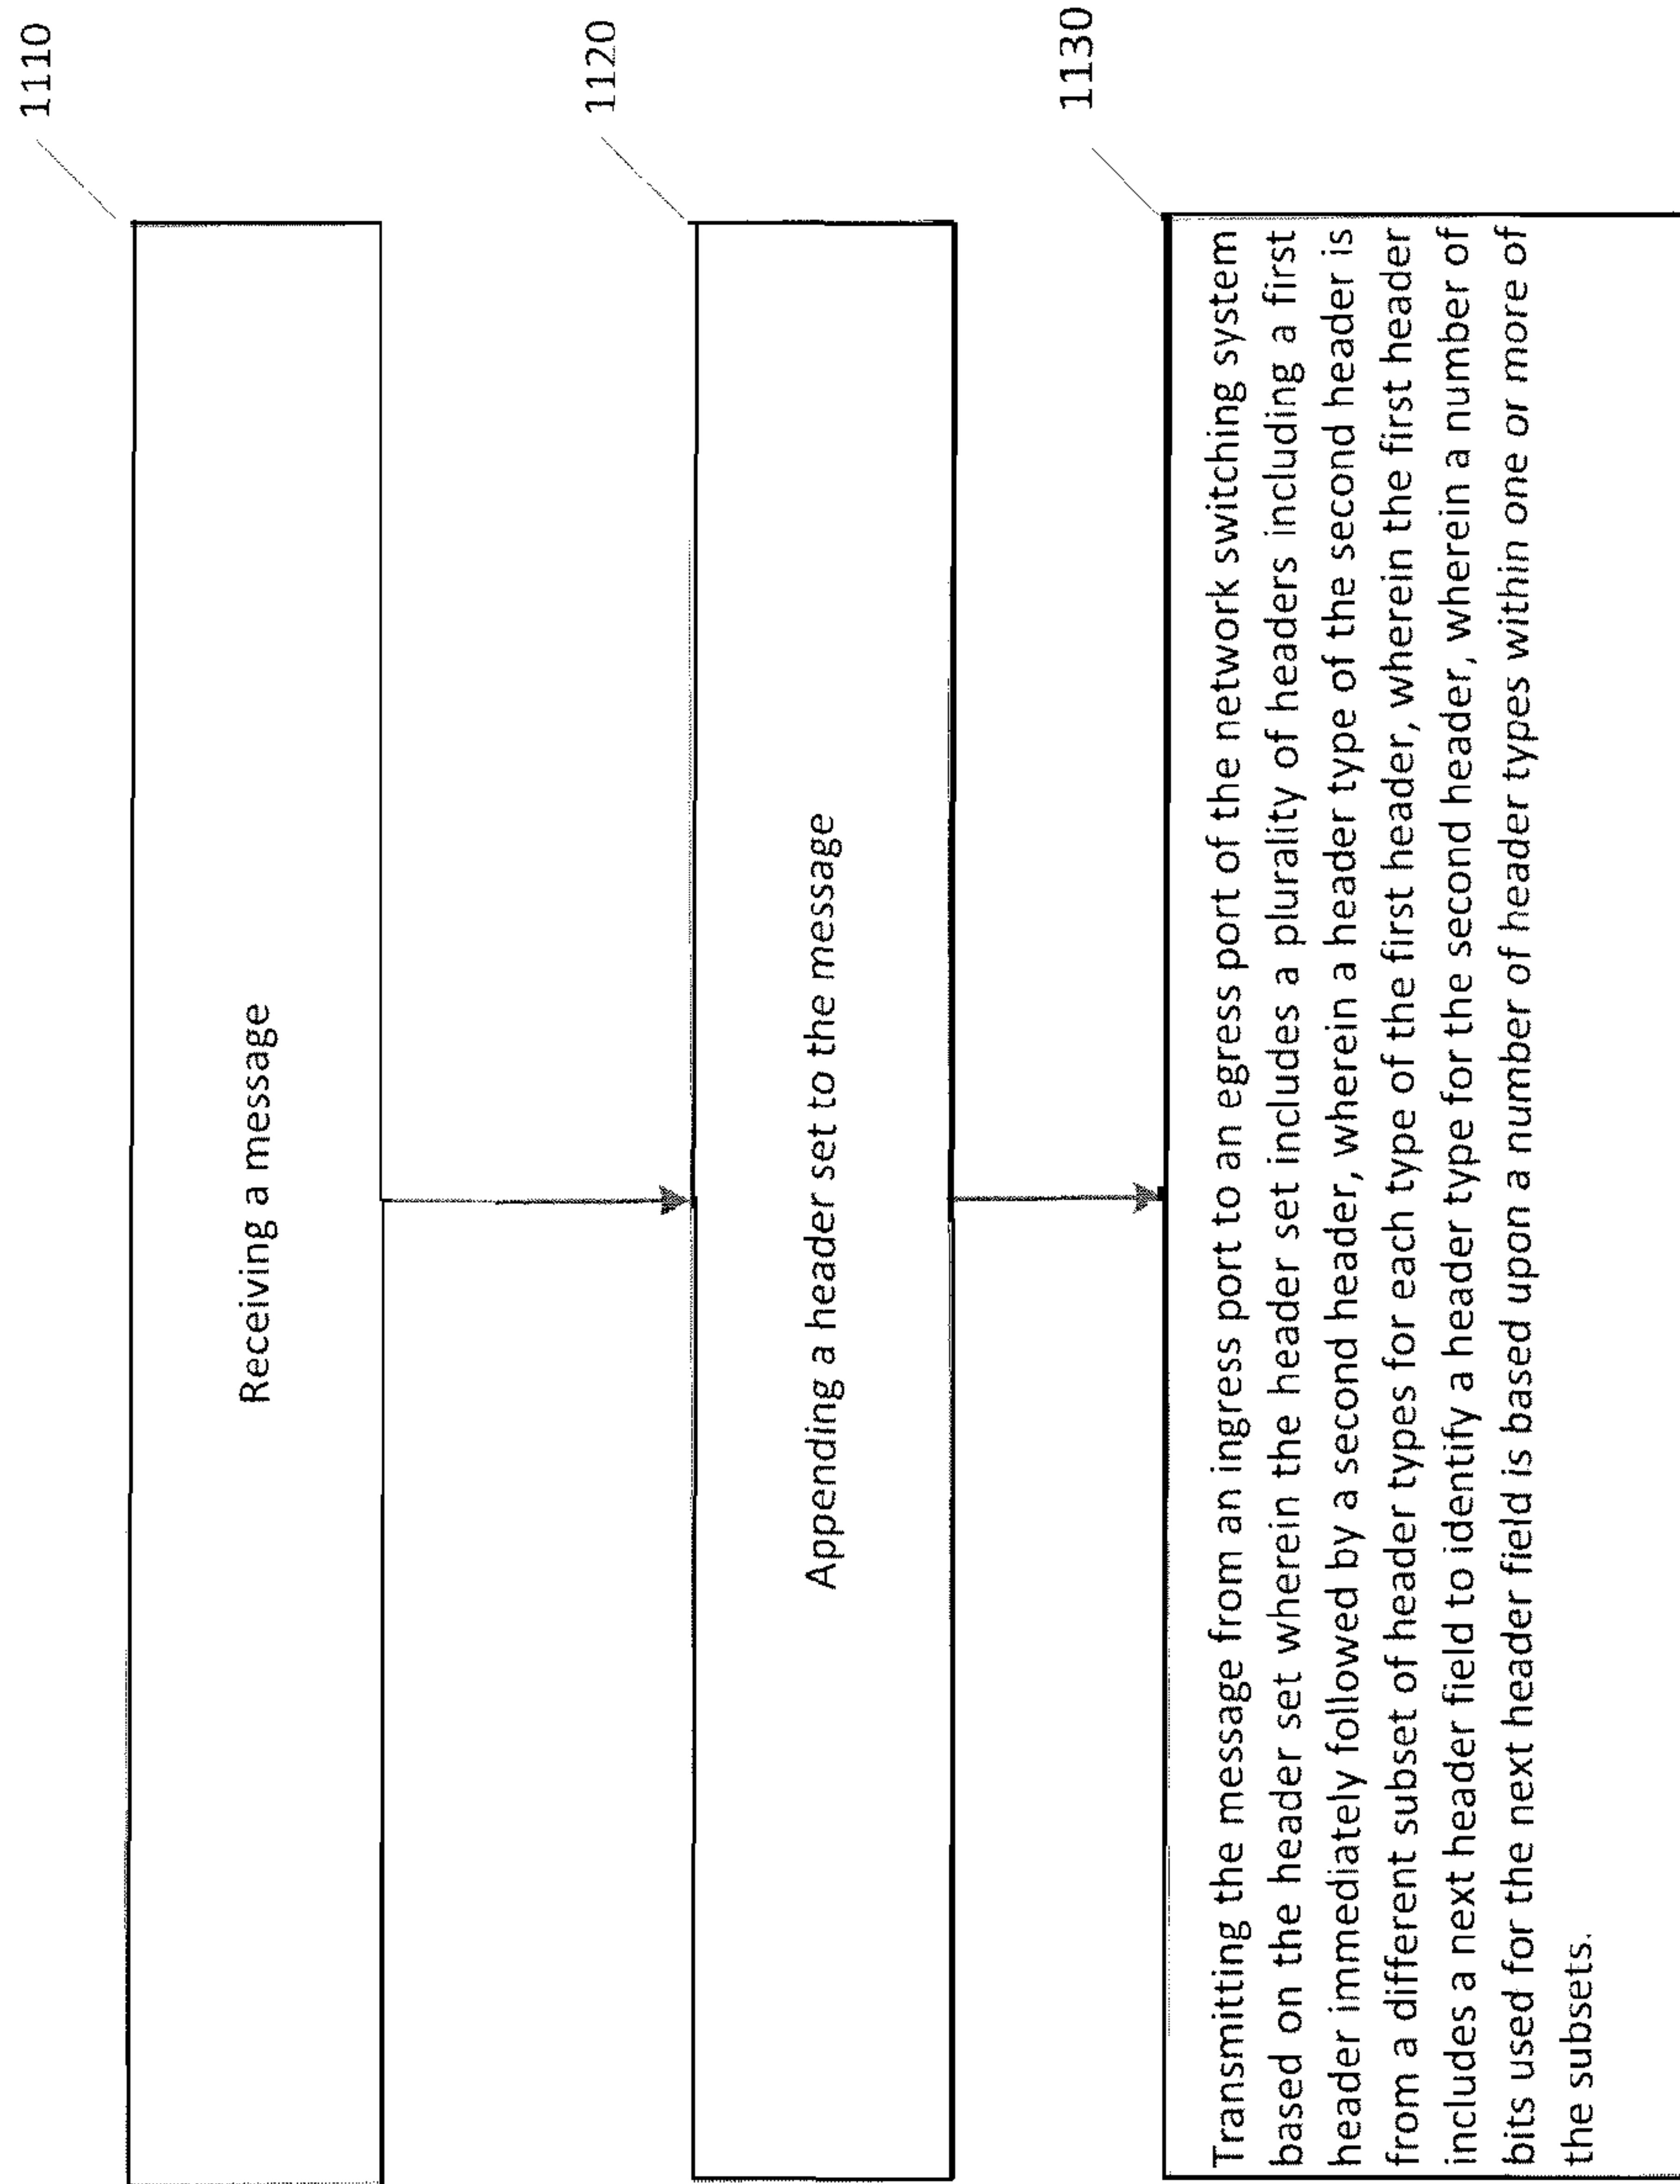 1110
Receiving a message
1120
Appending a header set to the message
1130
Transmitting the message from an ingress port to an egress port of the network switching system
based on the header set wherein the header set includes a plurality of headers including a first
header immediately followed by a second header, wherein a header type of the second header is
from a different subset of header types for each type of the first header, wherein the first header
includes a next header field to identify a header type for the second header, wherein a number of
bits used for the next header field is based upon a number of header types within one or more of
the subsets.